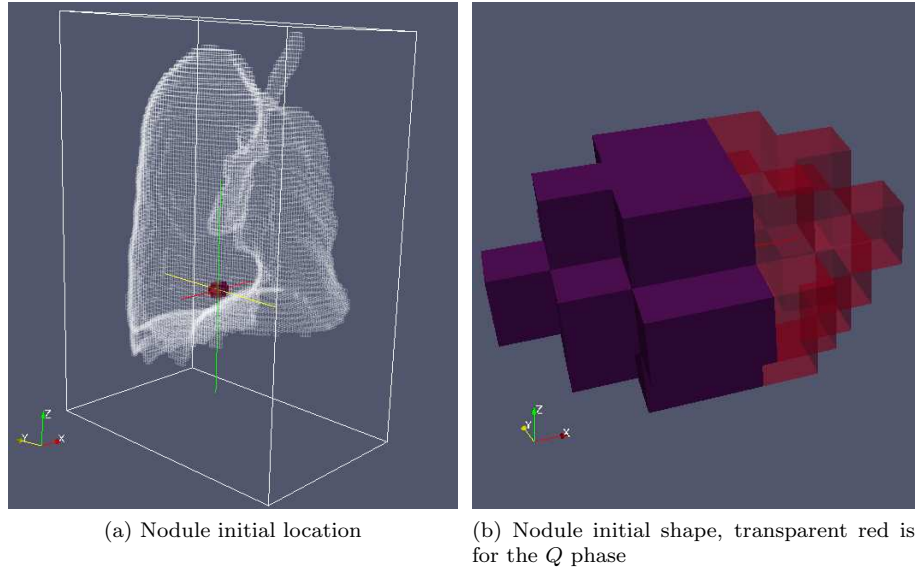 Z
Y
X
Z
Y
X
(a) Nodule initial location
(b) Nodule initial shape, transparent red is
for the Q phase